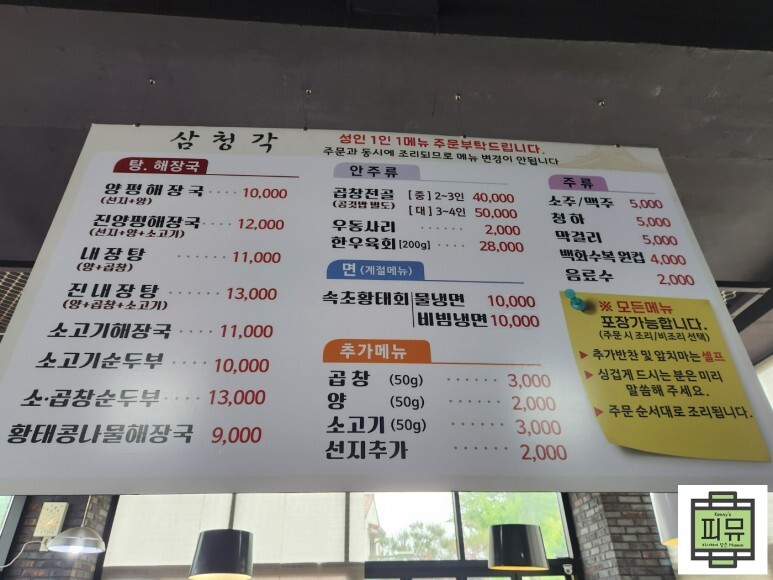 삼청각
성인 1인 1메뉴 주문부탁드립니다.
주문과 동시에 조리되므로 메뉴 변경이 안됩니다
탕. 해장국
양평해장국 ···· 10,000
(선지+양)
진양평해장국 ···· 12,000
(선지+양+소고기)
내장탕 ······ 11,000
(양+곱창)
진내장탕 ····· 13,000
(양+곱창+소고기)
소고기해장국 ···· 11,000
소고기순두부 ···· 10,000
소·곱창순두부 ···· 13,000
황태콩나물해장국 9,000
안주류
곱창전골 [중] 2~3인 40,000
(공깃밥 별도) [대] 3~4인 50,000
우동사리 ······ 2,000
한우육회 [200g] ···· 28,000
면 (계절메뉴)
속초황태회 물냉면 10,000
비빔냉면 10,000
추가메뉴
곱창 (50g) ······ 3,000
양 (50g) ······ 2,000
소고기 (50g) ······ 3,000
선지추가 ······ 2,000
주류
소주/맥주 5,000
청하 5,000
막걸리 5,000
백화수복 원컵 4,000
음료수 2,000
※ 모든메뉴
포장가능합니다.
(주문 시 조리/비조리 선택)
▶ 추가반찬 및 앞치마는 셀프
▶ 싱겁게 드시는 분은 미리
말씀해 주세요.
▶ 주문 순서대로 조리됩니다.
Kenny's
피뮤